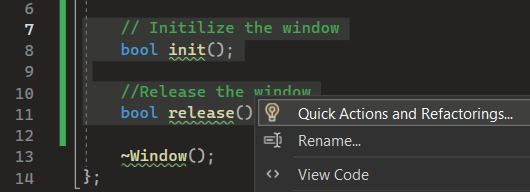 6
7 // Initilize the window
8 bool init();
9
10 //Release the window
11 bool release()
Quick Actions and Refactorings...
12
Rename...
13 ~Window();
View Code
14 };